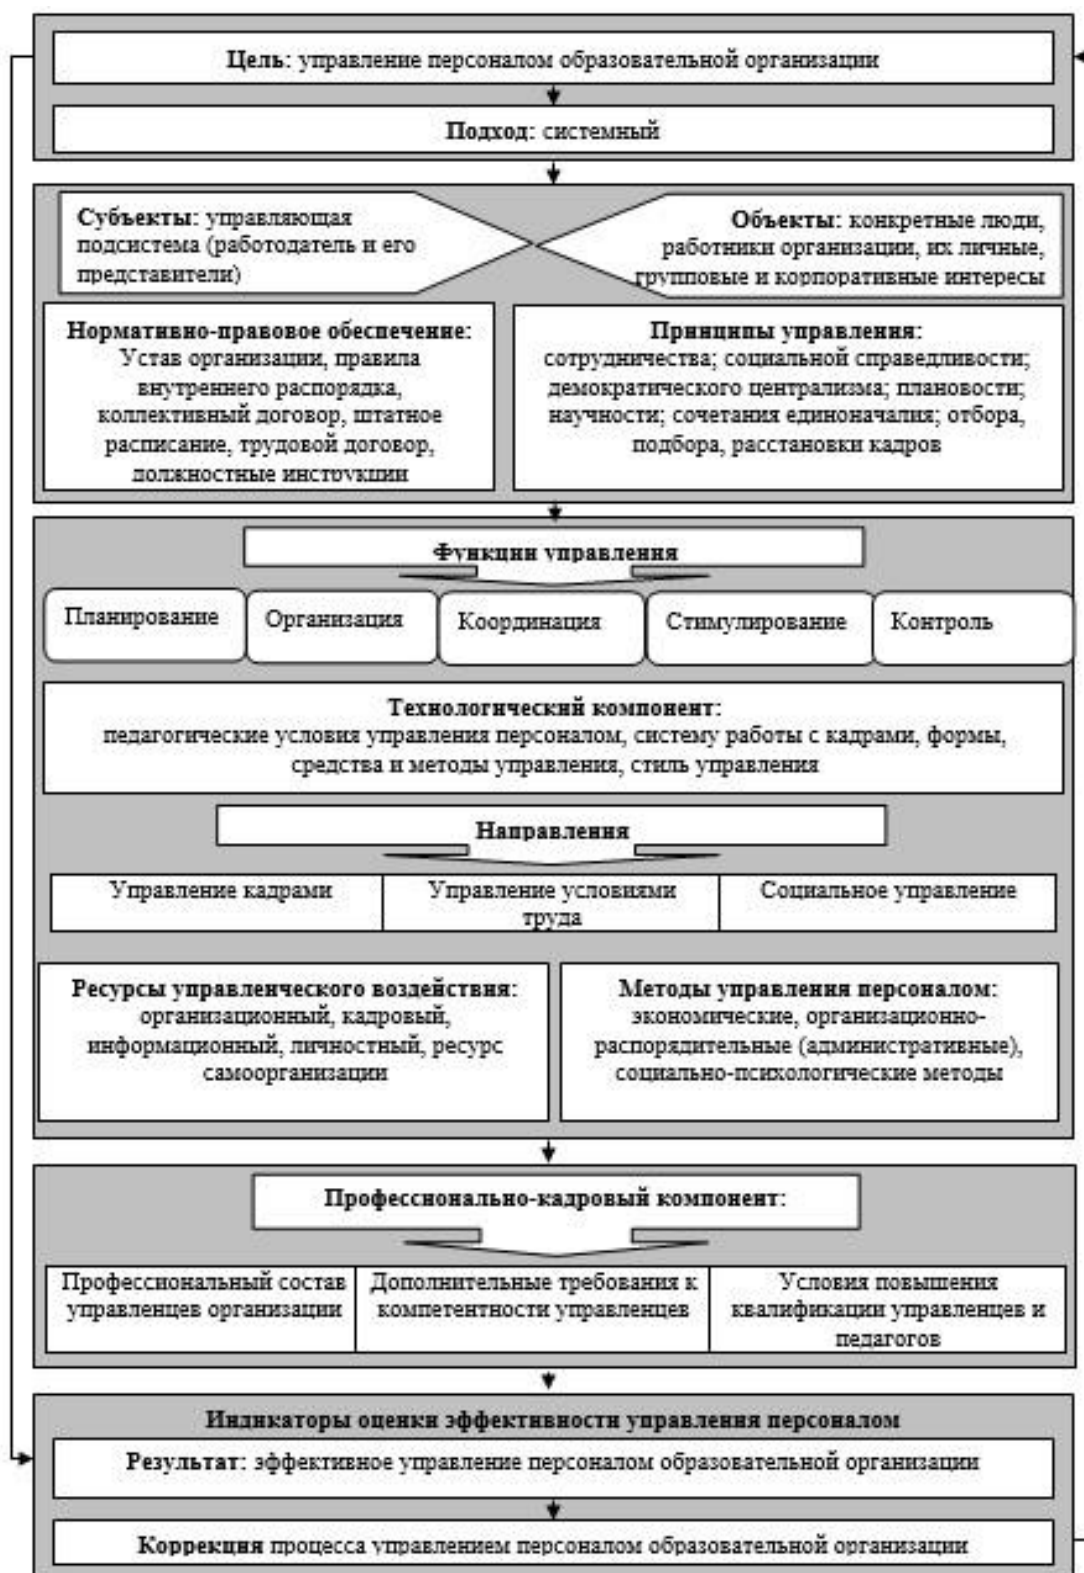 Цель: управление персоналом образовательной организации
Подход: системный
Субъекты: управляющая
подсистема (работодатель и его
представители)
Объекты: конкретные люди,
работники организации, их личные,
групповые и корпоративные интересы
Нормативно-правовое обеспечение:
Устав организации, правила
внутреннего распорядка,
коллективный договор, штатное
расписание, трудовой договор,
должностные инструкции
Принципы управления:
сотрудничества; социальной справедливости;
демократического централизма; плановости;
научности; сочетания единоначалия; отбора,
подбора, расстановки кадров
Функции управления
Планирование
Организация
Координация
Стимулирование
Контроль
Технологический компонент:
педагогические условия управления персоналом, систему работы с кадрами, формы,
средства и методы управления, стиль управления
Направления
Управление кадрами
Управление условиями
труда
Социальное управление
Ресурсы управленческого воздействия:
организационный, кадровый,
информационный, личностный, ресурс
самоорганизации
Методы управления персоналом:
экономические, организационно-
распорядительные (административные),
социально-психологические методы
Профессионально-кадровый компонент:
Профессиональный состав
управленцев организации
Дополнительные требования к
компетентности управленцев
Условия повышения
квалификации управленцев и
педагогов
Индикаторы оценки эффективности управления персоналом
Результат: эффективное управление персоналом образовательной организации
Коррекция процесса управлением персоналом образовательной организации